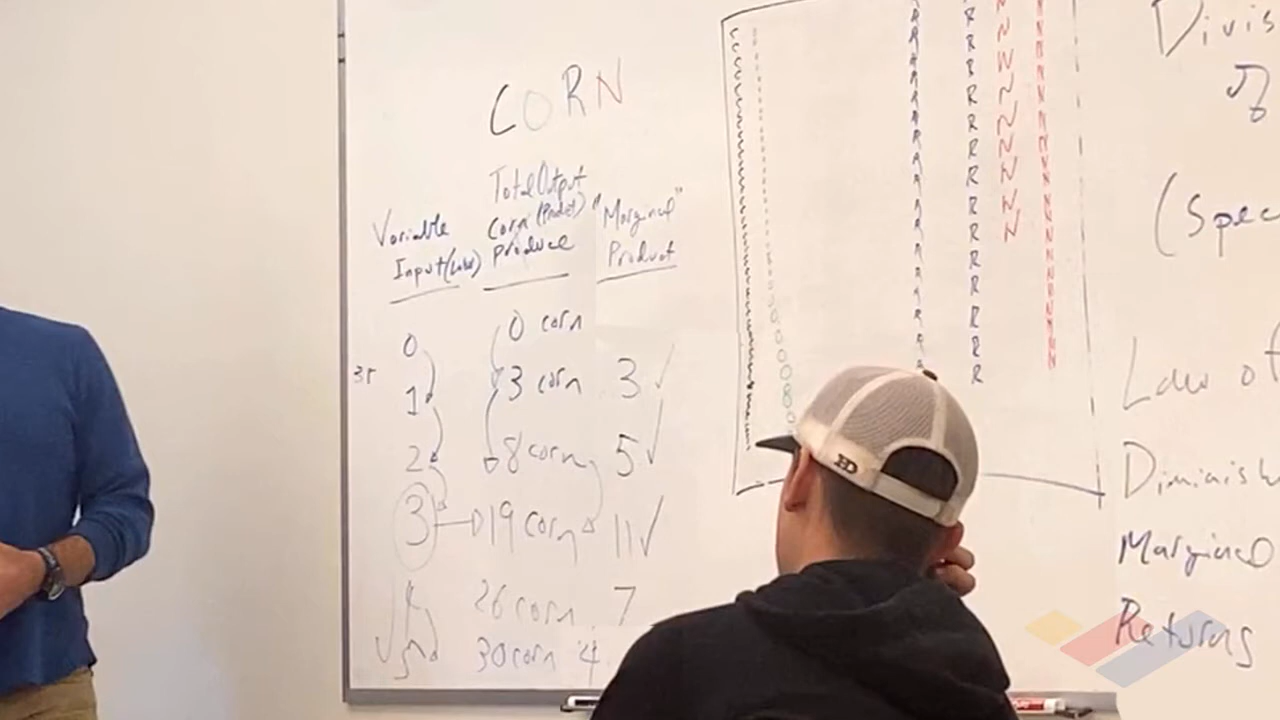 CORN
Total Output
Corn (Product)
produce
Variable
Input (Labor)
"Marginal"
Product
0 0 corn
1 3 corn 3 ✓
2 8 corn 5 ✓
3 19 corn 11 ✓
4 26 corn 7
5 30 corn 4
Divis
of
(Spec
Law of
Diminish
Marginal
Returns
HD